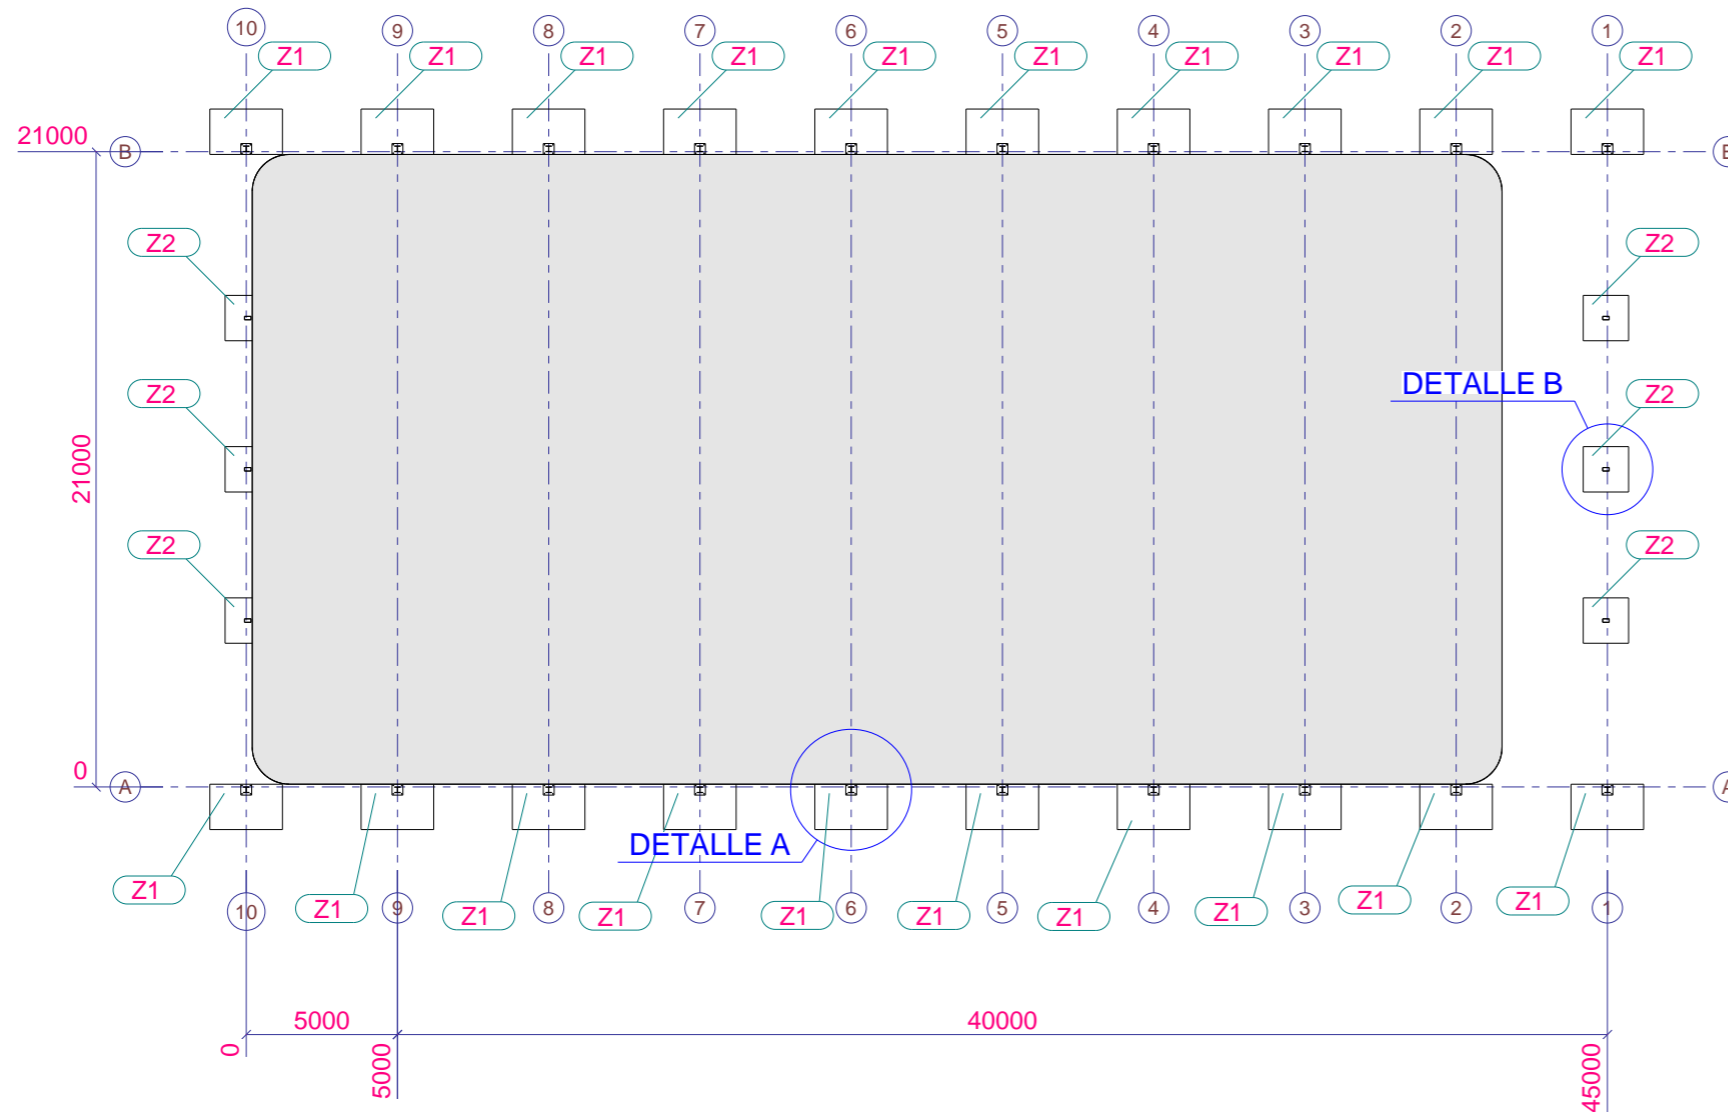 10 9 8 7 6 5 4 3 2 1
Z1 Z1 Z1 Z1 Z1 Z1 Z1 Z1 Z1 Z1
21000
B
Z2 Z2
DETALLE B
Z2 Z2
21000
Z2 Z2
0
A A
DETALLE A
Z1 Z1 Z1 Z1 Z1 Z1 Z1 Z1 Z1 Z1
10 9 8 7 6 5 4 3 2 1
5000 40000
0 5000 45000